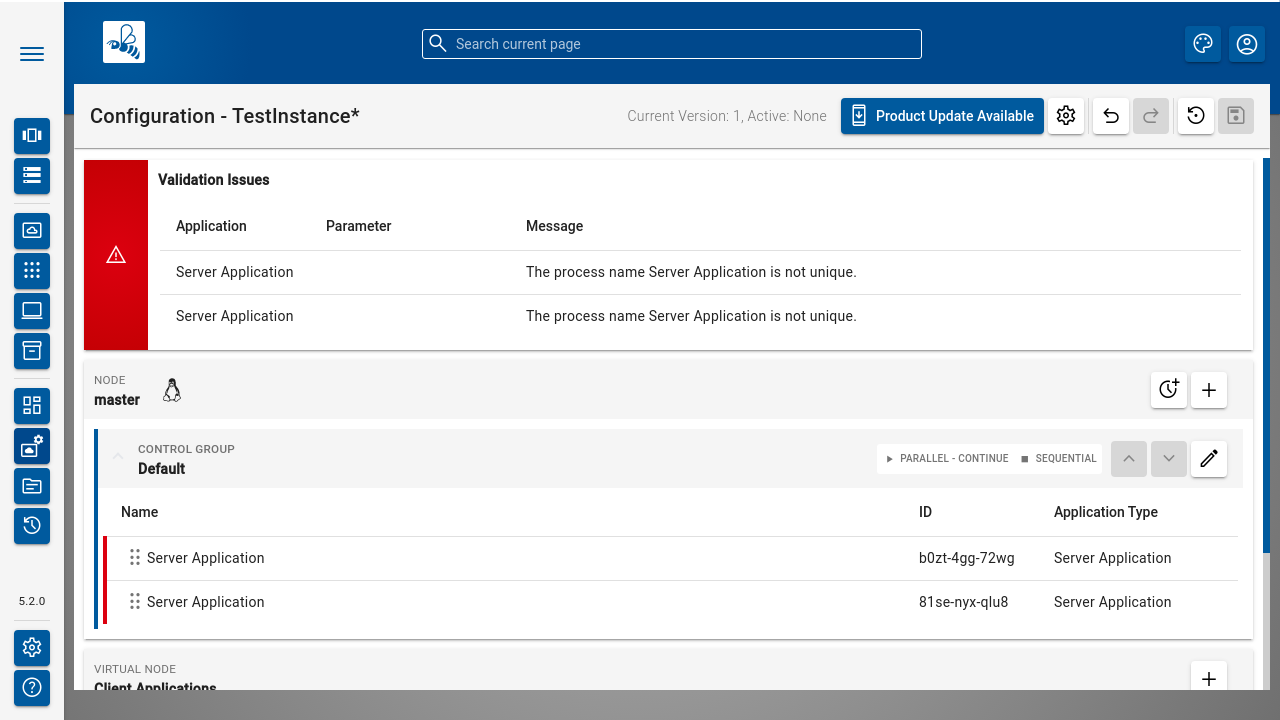 Search current page
Configuration - TestInstance*
Current Version: 1, Active: None
Product Update Available
Validation Issues
Application Parameter Message
Server Application The process name Server Application is not unique.
Server Application The process name Server Application is not unique.
NODE
master
CONTROL GROUP
Default
PARALLEL - CONTINUE SEQUENTIAL
Name ID Application Type
Server Application b0zt-4gg-72wg Server Application
Server Application 81se-nyx-qlu8 Server Application
5.2.0
VIRTUAL NODE
Client Applications